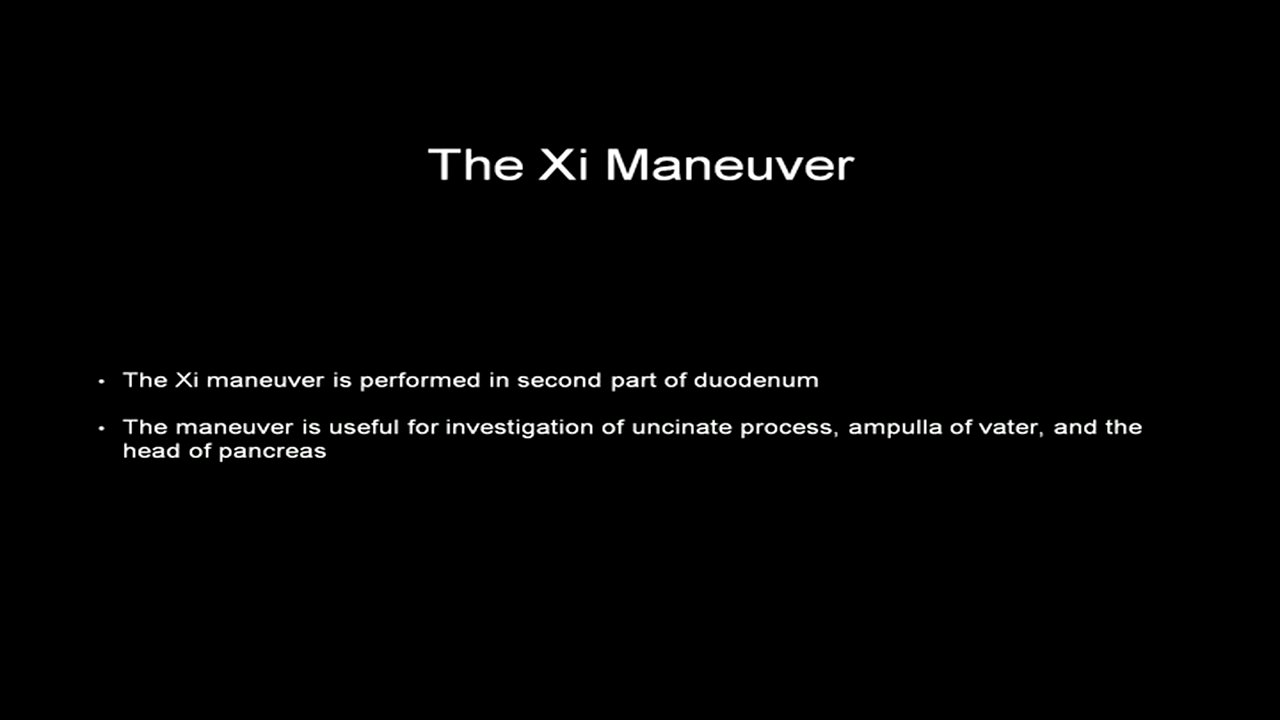 The Xi Maneuver
• The Xi maneuver is performed in second part of duodenum
• The maneuver is useful for investigation of uncinate process, ampulla of vater, and the
head of pancreas